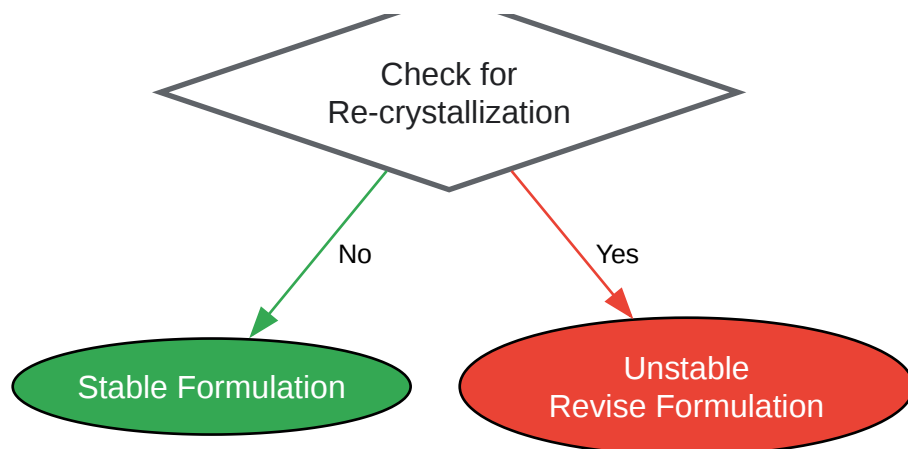 Check for
Re-crystallization
No
Yes
Stable Formulation
Unstable
Revise Formulation